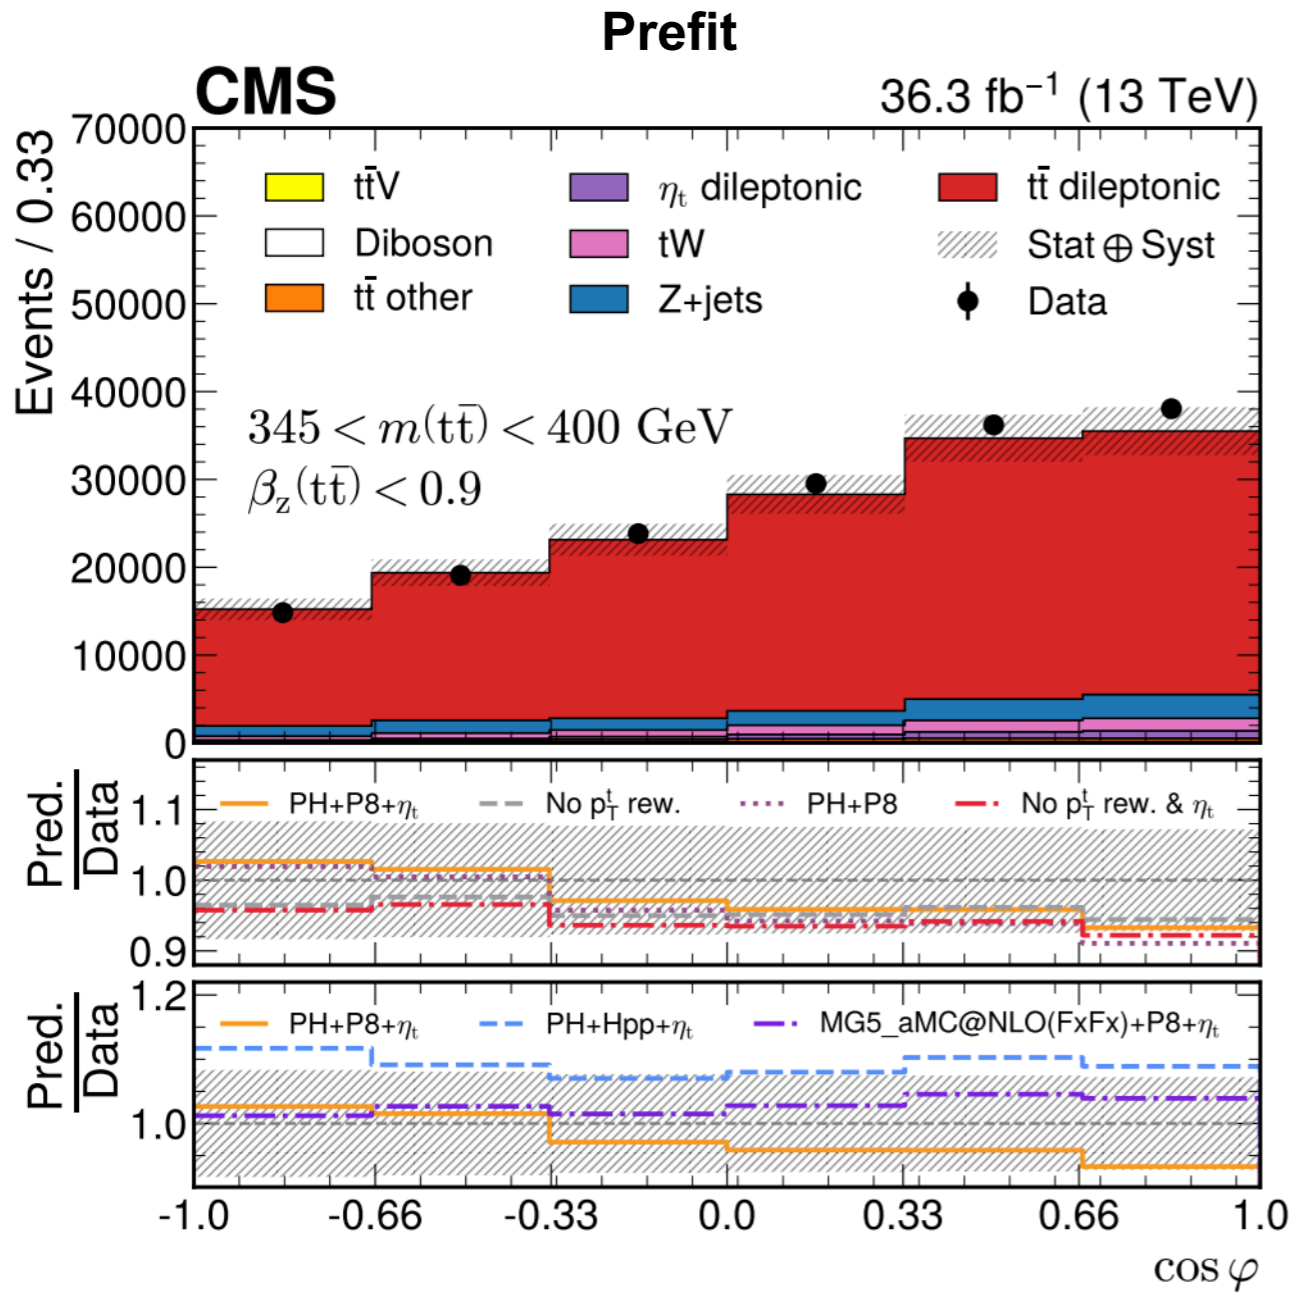 Prefit
CMS 36.3 fb⁻¹ (13 TeV)
Events / 0.33
70000
60000
50000
40000
30000
20000
10000
0
tt̄V ηₜ dileptonic tt̄ dileptonic
Diboson tW Stat ⊕ Syst
tt̄ other Z+jets Data
345 < m(tt̄) < 400 GeV
β_z(tt̄) < 0.9
Pred.
Data
1.1
1.0
0.9
PH+P8+ηₜ No p_T^t rew. PH+P8 No p_T^t rew. & ηₜ
Pred.
Data
1.2
1.0
PH+P8+ηₜ PH+Hpp+ηₜ MG5_aMC@NLO(FxFx)+P8+ηₜ
-1.0 -0.66 -0.33 0.0 0.33 0.66 1.0
cos φ